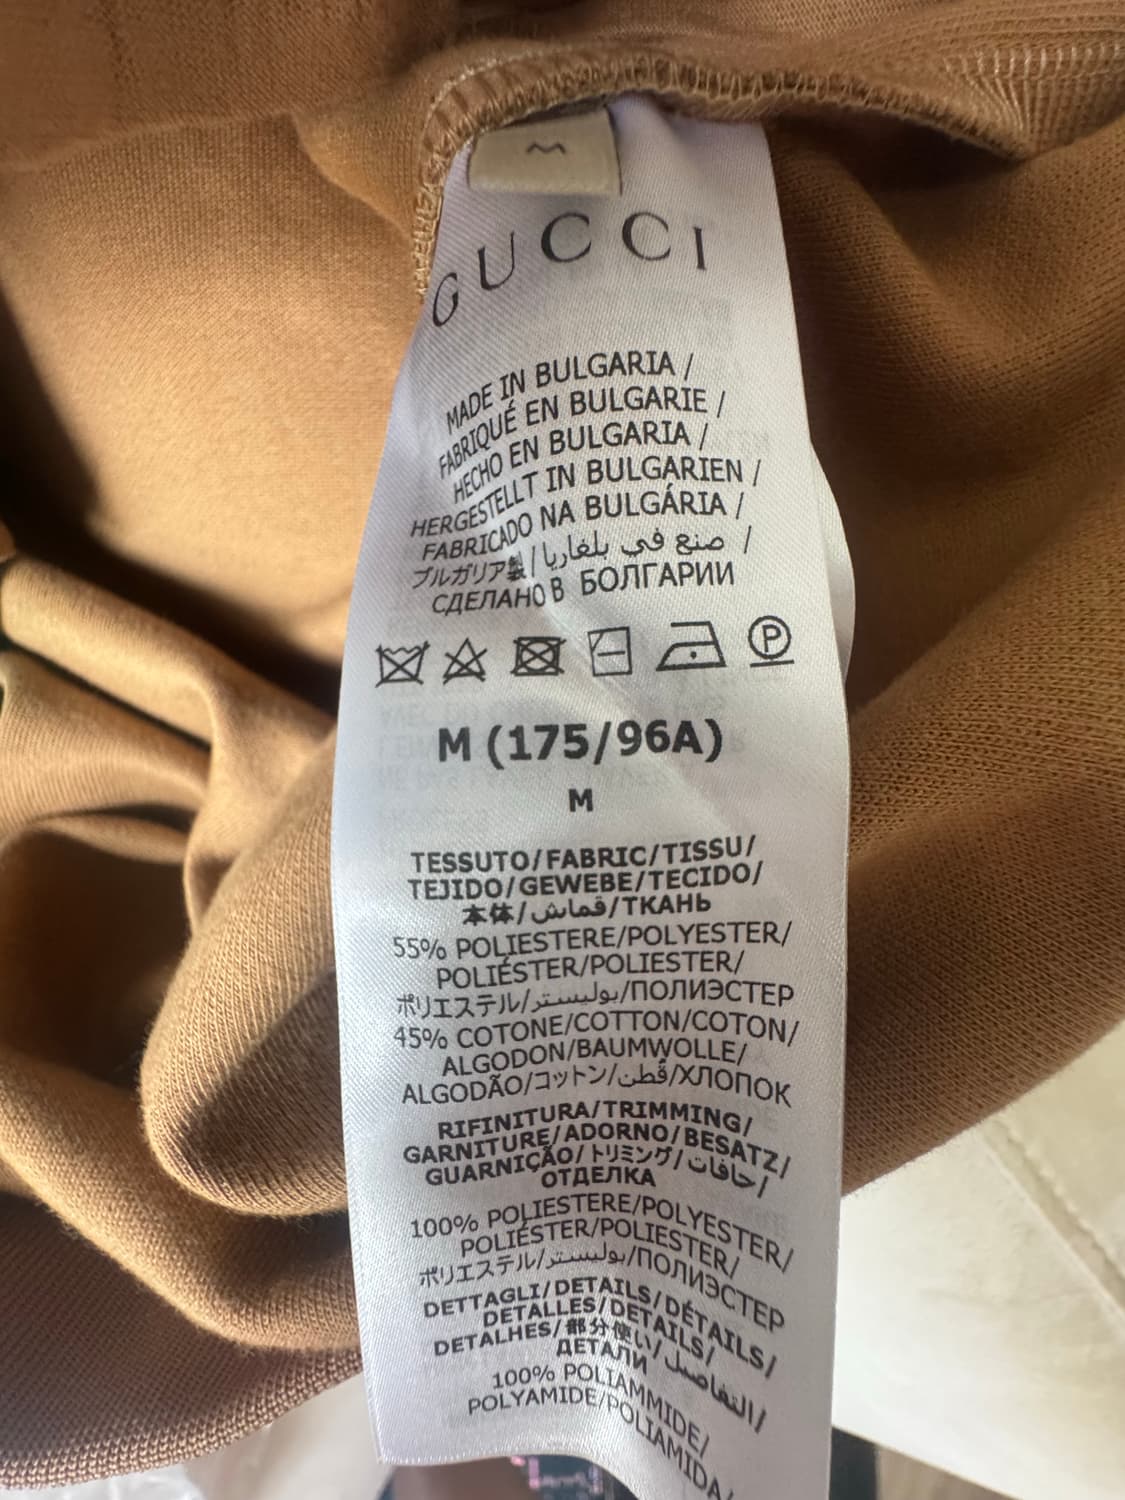 M
GUCCI
MADE IN BULGARIA /
FABRIQUÉ EN BULGARIE /
HECHO EN BULGARIA /
HERGESTELLT IN BULGARIEN /
FABRICADO NA BULGÁRIA /
ブルガリア製/صنع في بلغاريا /
СДЕЛАНО В БОЛГАРИИ
P
M (175/96A)
M
TESSUTO/FABRIC/TISSU/
TEJIDO/GEWEBE/TECIDO/
本体/قماش/ТКАНЬ
55% POLIESTERE/POLYESTER/
POLIÉSTER/POLIESTER/
ポリエステル/بوليستر/ПОЛИЭСТЕР
45% COTONE/COTTON/COTON/
ALGODON/BAUMWOLLE/
ALGODÃO/コットン/قُطن/ХЛОПОК
RIFINITURA/TRIMMING/
GARNITURE/ADORNO/BESATZ/
GUARNIÇÃO/トリミング/حافات/
ОТДЕЛКА
100% POLIESTERE/POLYESTER/
POLIÉSTER/POLIESTER/
ポリエステル/بوليستر/ПОЛИЭСТЕР
DETTAGLI/DETAILS/DÉTAILS/
DETALLES/DETAILS/
DETALHES/部分使い/التفاصيل/
ДЕТАЛИ
100% POLIAMMIDE/
POLYAMIDE/POLIAMIDA/